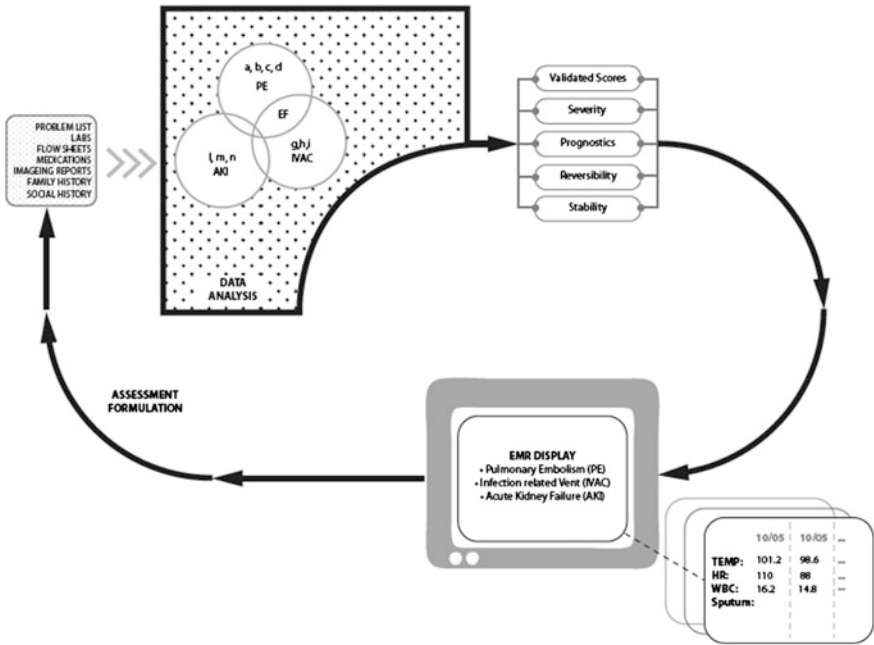 PROBLEM LIST
LABS
FLOW SHEETS
MEDICATIONS
IMAGEING REPORTS
FAMILY HISTORY
SOCIAL HISTORY
a, b, c, d
PE
EF
g,h,i
IVAC
l, m, n
AKI
DATA
ANALYSIS
Validated Scores
Severity
Prognostics
Reversibility
Stability
ASSESSMENT
FORMULATION
EMR DISPLAY
• Pulmonary Embolism (PE)
• Infection related Vent (IVAC)
• Acute Kidney Failure (AKI)
10/05 10/05 --
TEMP: 101.2 98.6 --
HR: 110 88 --
WBC: 16.2 14.8 --
Sputum: